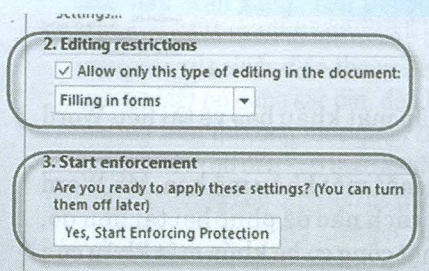 Settings...
2. Editing restrictions
Allow only this type of editing in the document:
Filling in forms
3. Start enforcement
Are you ready to apply these settings? (You can turn
them off later)
Yes, Start Enforcing Protection